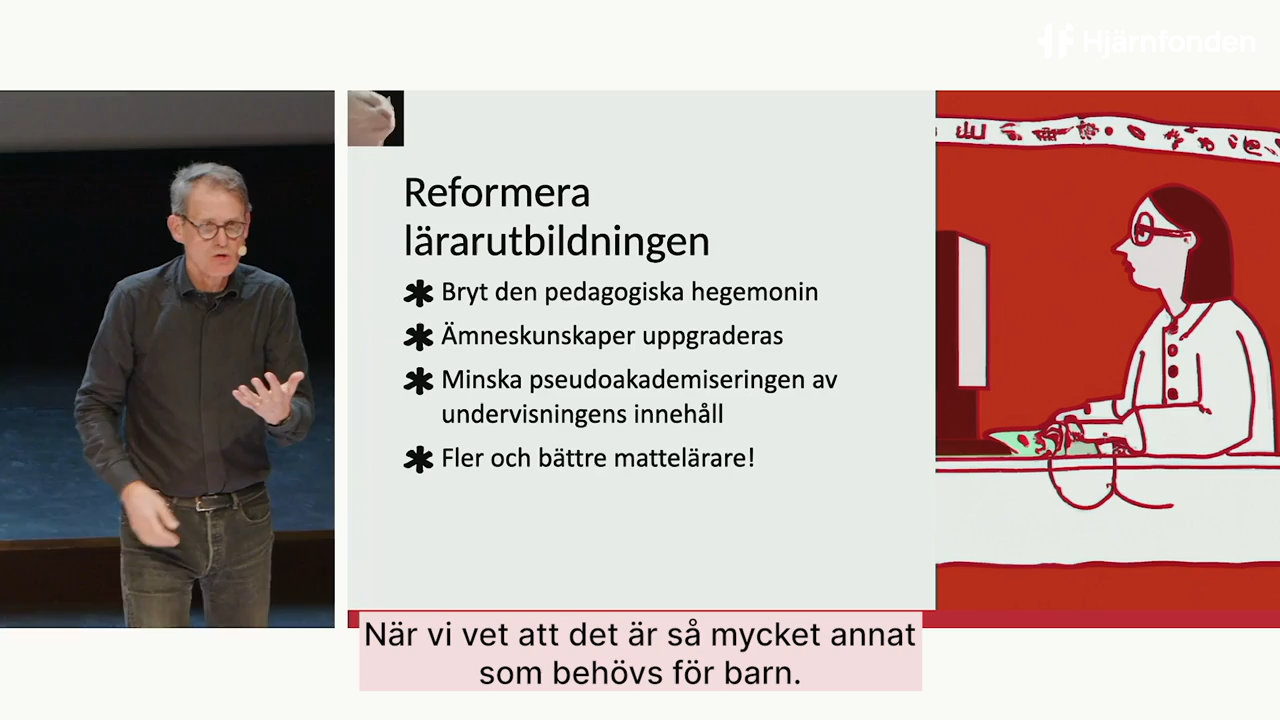 Hjärnfonden
Reformera
lärarutbildningen
Bryt den pedagogiska hegemonin
Ämneskunskaper uppgraderas
Minska pseudoakademiseringen av
undervisningens innehåll
Fler och bättre mattelärare!
När vi vet att det är så mycket annat
som behövs för barn.